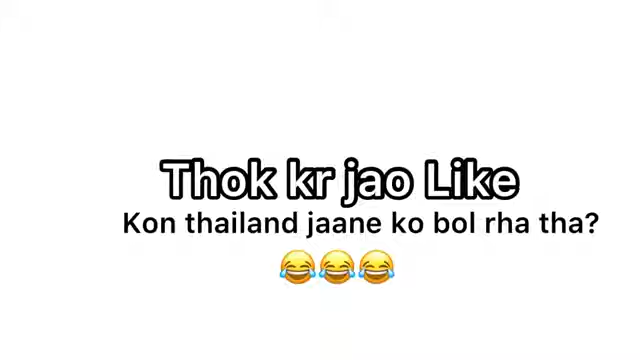 Thok kr jao Like
Kon thailand jaane ko bol rha tha?
😂😂😂